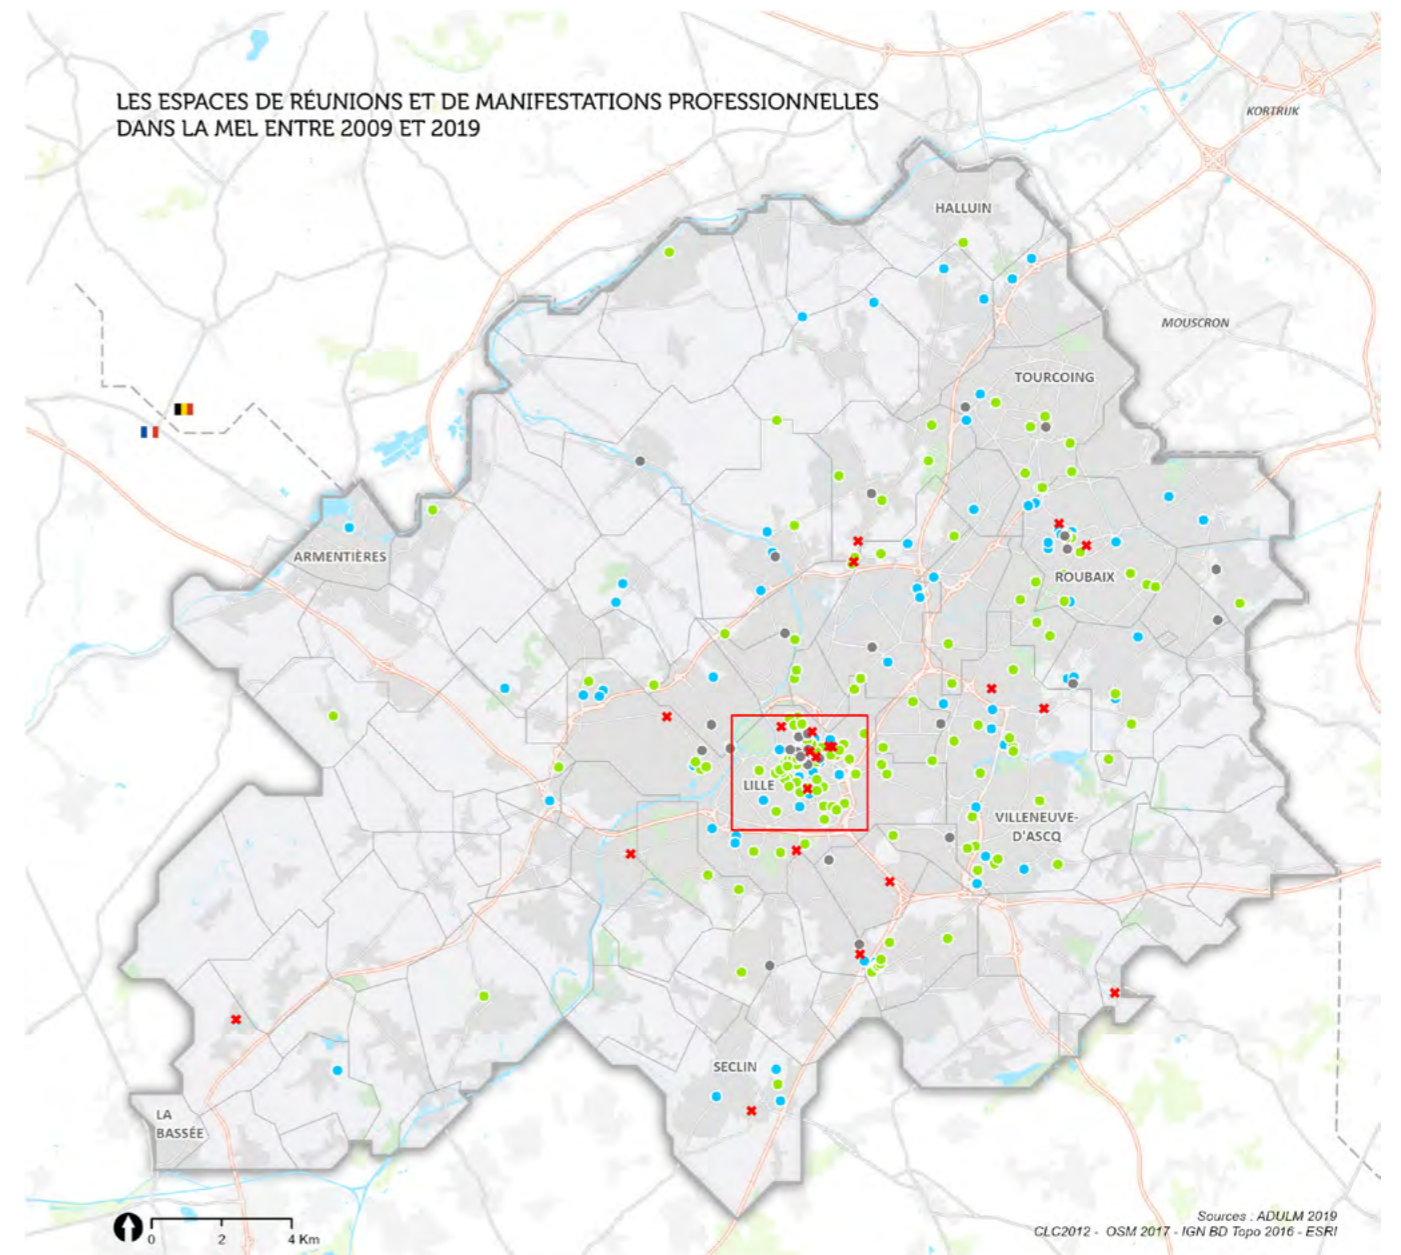 LES ESPACES DE RÉUNIONS ET DE MANIFESTATIONS PROFESSIONNELLES
DANS LA MEL ENTRE 2009 ET 2019
KORTRIJK
HALLUIN
MOUSCRON
TOURCOING
ARMENTIÈRES
ROUBAIX
LILLE
VILLENEUVE-
D'ASCQ
SECLIN
LA
BASSÉE
0 2 4 Km
Sources : ADULM 2019
CLC2012 - OSM 2017 - IGN BD Topo 2016 - ESRI